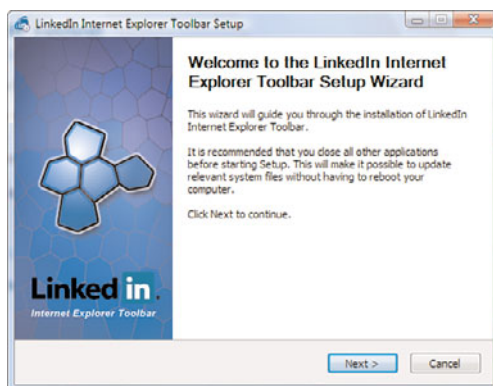 LinkedIn Internet Explorer Toolbar Setup
Welcome to the LinkedIn Internet
Explorer Toolbar Setup Wizard
This wizard will guide you through the installation of LinkedIn
Internet Explorer Toolbar.
It is recommended that you close all other applications
before starting Setup. This will make it possible to update
relevant system files without having to reboot your
computer.
Click Next to continue.
Linked in.
Internet Explorer Toolbar
Next >
Cancel